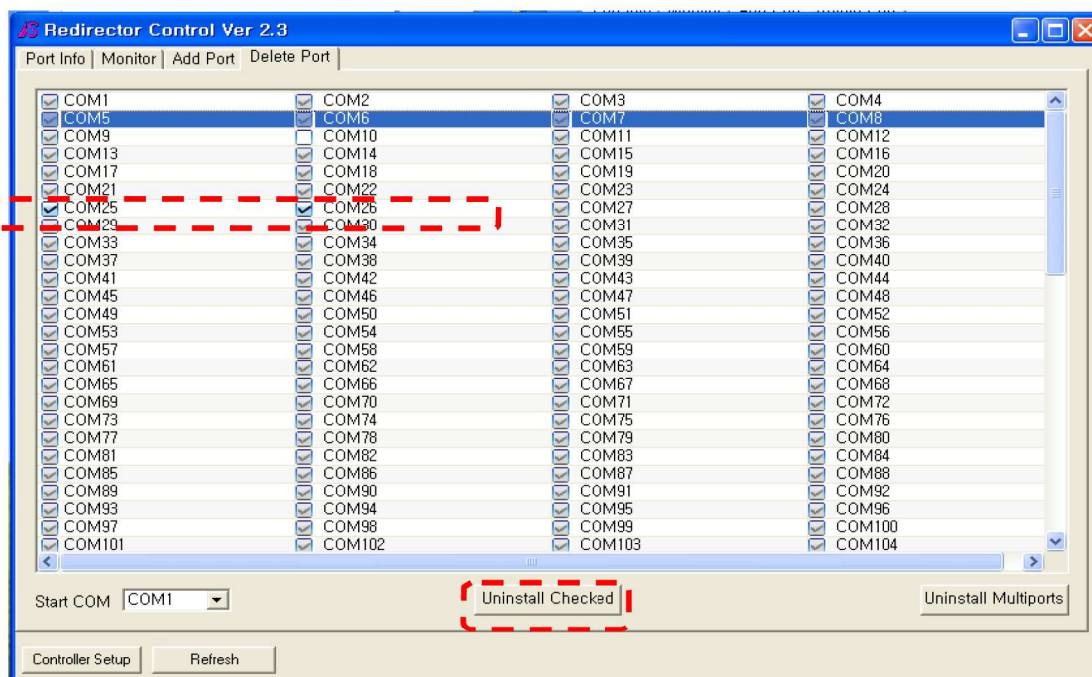 Redirector Control Ver 2.3
Port Info Monitor Add Port Delete Port
COM1 COM2 COM3 COM4
COM5 COM6 COM7 COM8
COM9 COM10 COM11 COM12
COM13 COM14 COM15 COM16
COM17 COM18 COM19 COM20
COM21 COM22 COM23 COM24
COM25 COM26 COM27 COM28
COM29 COM30 COM31 COM32
COM33 COM34 COM35 COM36
COM37 COM38 COM39 COM40
COM41 COM42 COM43 COM44
COM45 COM46 COM47 COM48
COM49 COM50 COM51 COM52
COM53 COM54 COM55 COM56
COM57 COM58 COM59 COM60
COM61 COM62 COM63 COM64
COM65 COM66 COM67 COM68
COM69 COM70 COM71 COM72
COM73 COM74 COM75 COM76
COM77 COM78 COM79 COM80
COM81 COM82 COM83 COM84
COM85 COM86 COM87 COM88
COM89 COM90 COM91 COM92
COM93 COM94 COM95 COM96
COM97 COM98 COM99 COM100
COM101 COM102 COM103 COM104
Start COM COM1 Uninstall Checked Uninstall Multiports
Controller Setup Refresh